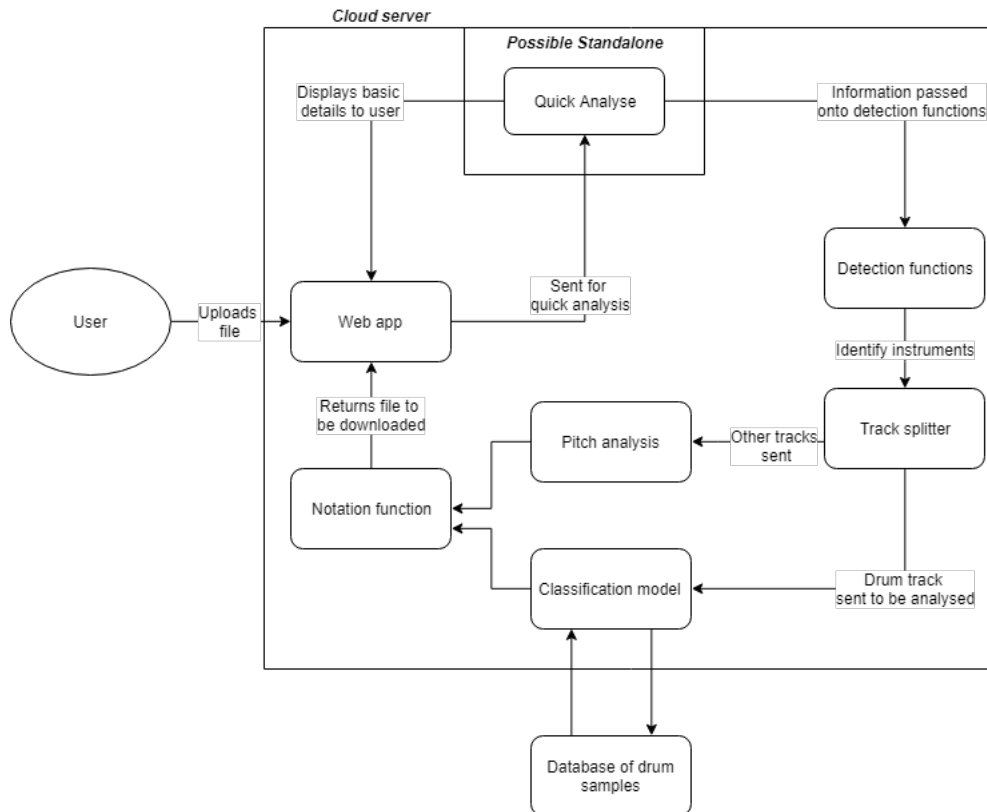 Cloud server
Possible Standalone
Displays basic
details to user
Quick Analyse
Information passed
onto detection functions
Detection functions
Sent for
quick analysis
User
Uploads
file
Web app
Identify instruments
Returns file to
be downloaded
Pitch analysis
Other tracks
sent
Track splitter
Notation function
Classification model
Drum track
sent to be analysed
Database of drum
samples